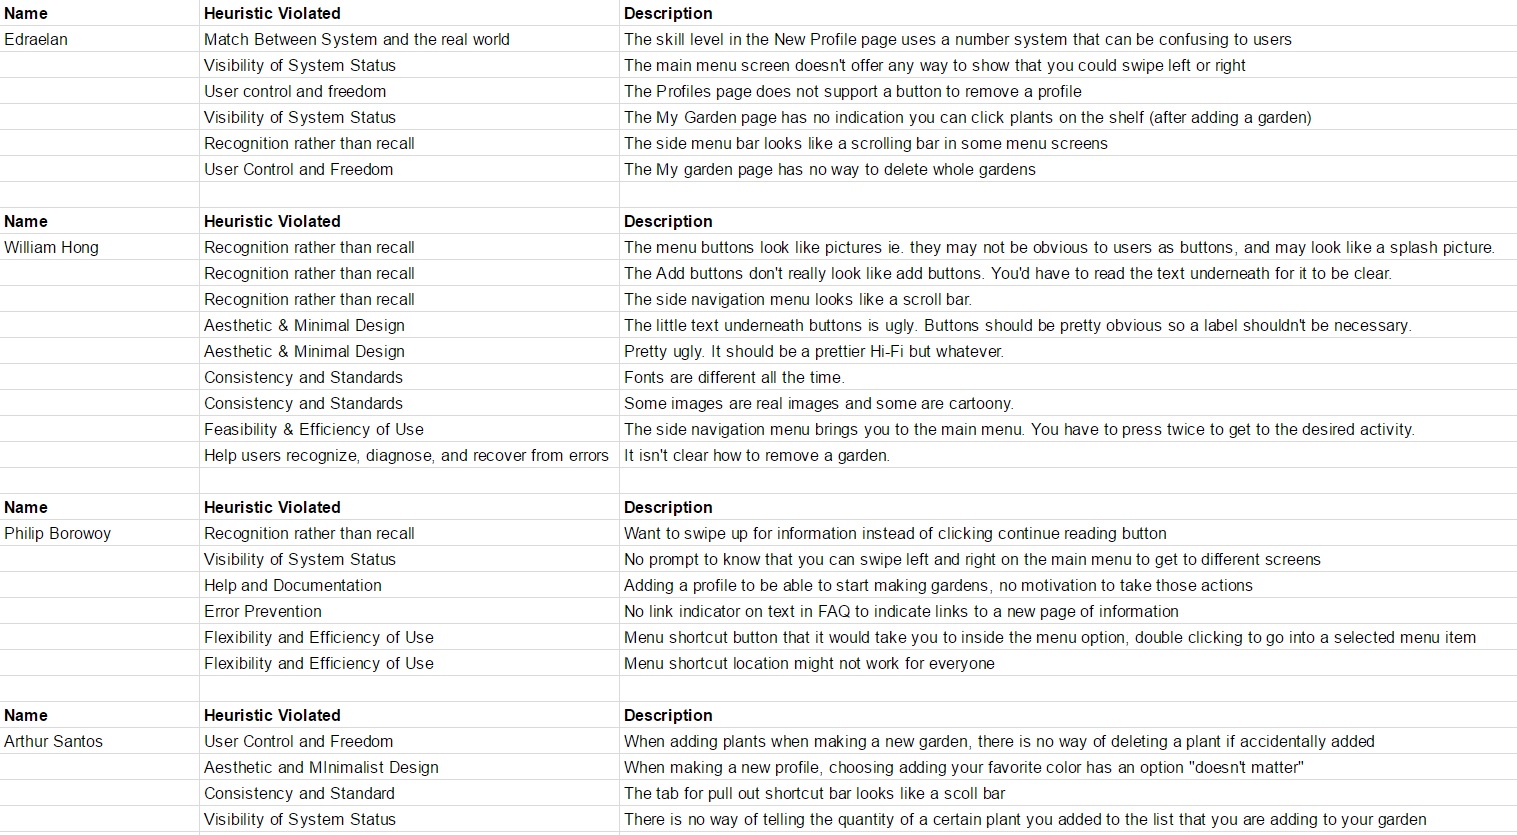 Name Heuristic Violated Description
Edraelan Match Between System and the real world The skill level in the New Profile page uses a number system that can be confusing to users
Visibility of System Status The main menu screen doesn't offer any way to show that you could swipe left or right
User control and freedom The Profiles page does not support a button to remove a profile
Visibility of System Status The My Garden page has no indication you can click plants on the shelf (after adding a garden)
Recognition rather than recall The side menu bar looks like a scrolling bar in some menu screens
User Control and Freedom The My garden page has no way to delete whole gardens
Name Heuristic Violated Description
William Hong Recognition rather than recall The menu buttons look like pictures ie. they may not be obvious to users as buttons, and may look like a splash picture.
Recognition rather than recall The Add buttons don't really look like add buttons. You'd have to read the text underneath for it to be clear.
Recognition rather than recall The side navigation menu looks like a scroll bar.
Aesthetic & Minimal Design The little text underneath buttons is ugly. Buttons should be pretty obvious so a label shouldn't be necessary.
Aesthetic & Minimal Design Pretty ugly. It should be a prettier Hi-Fi but whatever.
Consistency and Standards Fonts are different all the time.
Consistency and Standards Some images are real images and some are cartoony.
Feasibility & Efficiency of Use The side navigation menu brings you to the main menu. You have to press twice to get to the desired activity.
Help users recognize, diagnose, and recover from errors It isn't clear how to remove a garden.
Name Heuristic Violated Description
Philip Borowoy Recognition rather than recall Want to swipe up for information instead of clicking continue reading button
Visibility of System Status No prompt to know that you can swipe left and right on the main menu to get to different screens
Help and Documentation Adding a profile to be able to start making gardens, no motivation to take those actions
Error Prevention No link indicator on text in FAQ to indicate links to a new page of information
Flexibility and Efficiency of Use Menu shortcut button that it would take you to inside the menu option, double clicking to go into a selected menu item
Flexibility and Efficiency of Use Menu shortcut location might not work for everyone
Name Heuristic Violated Description
Arthur Santos User Control and Freedom When adding plants when making a new garden, there is no way of deleting a plant if accidentally added
Aesthetic and MInimalist Design When making a new profile, choosing adding your favorite color has an option "doesn't matter"
Consistency and Standard The tab for pull out shortcut bar looks like a scoll bar
Visibility of System Status There is no way of telling the quantity of a certain plant you added to the list that you are adding to your garden